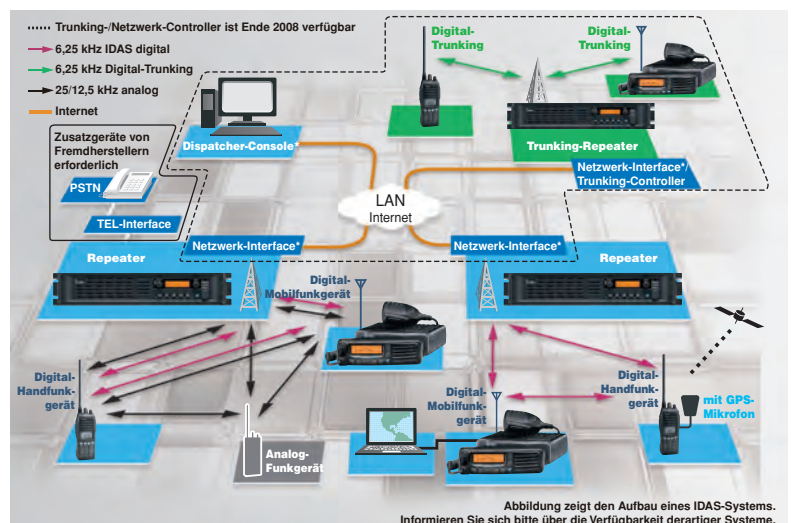 Trunking-/Netzwerk-Controller ist Ende 2008 verfügbar
6,25 kHz IDAS digital
6,25 kHz Digital-Trunking
25/12,5 kHz analog
Internet
Digital-
Trunking
Digital-
Trunking
Zusatzgeräte von
Fremdherstellern
erforderlich
Dispatcher-Console*
Trunking-Repeater
PSTN
Netzwerk-Interface*/
Trunking-Controller
LAN
Internet
TEL-Interface
Netzwerk-Interface*
Netzwerk-Interface*
Repeater
Repeater
Digital-
Mobilfunkgerät
Digital-
Handfunk-
gerät
Digital-
Mobilfunk-
gerät
Digital-
Handfunk-
gerät
mit GPS-
Mikrofon
Analog-
Funkgerät
Abbildung zeigt den Aufbau eines IDAS-Systems.
Informieren Sie sich bitte über die Verfügbarkeit derartiger Systeme.